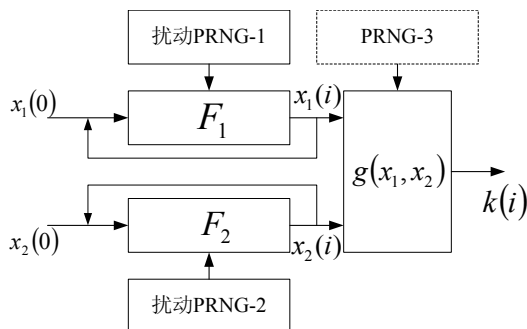 扰动PRNG-1
PRNG-3
x₁(0)
F₁
x₁(i)
g(x₁,x₂)
k(i)
x₂(0)
F₂
x₂(i)
扰动PRNG-2